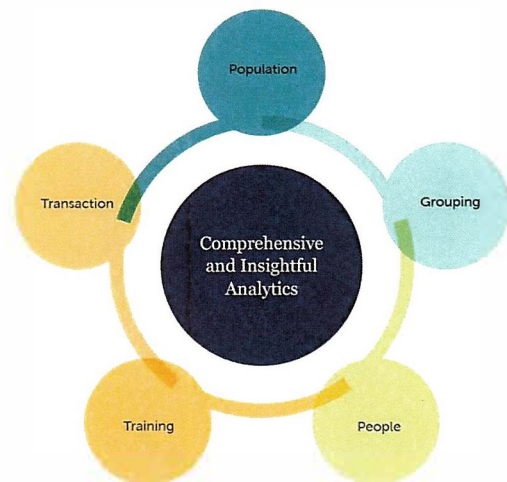 Population
Grouping
People
Training
Transaction
Comprehensive
and Insightful
Analytics